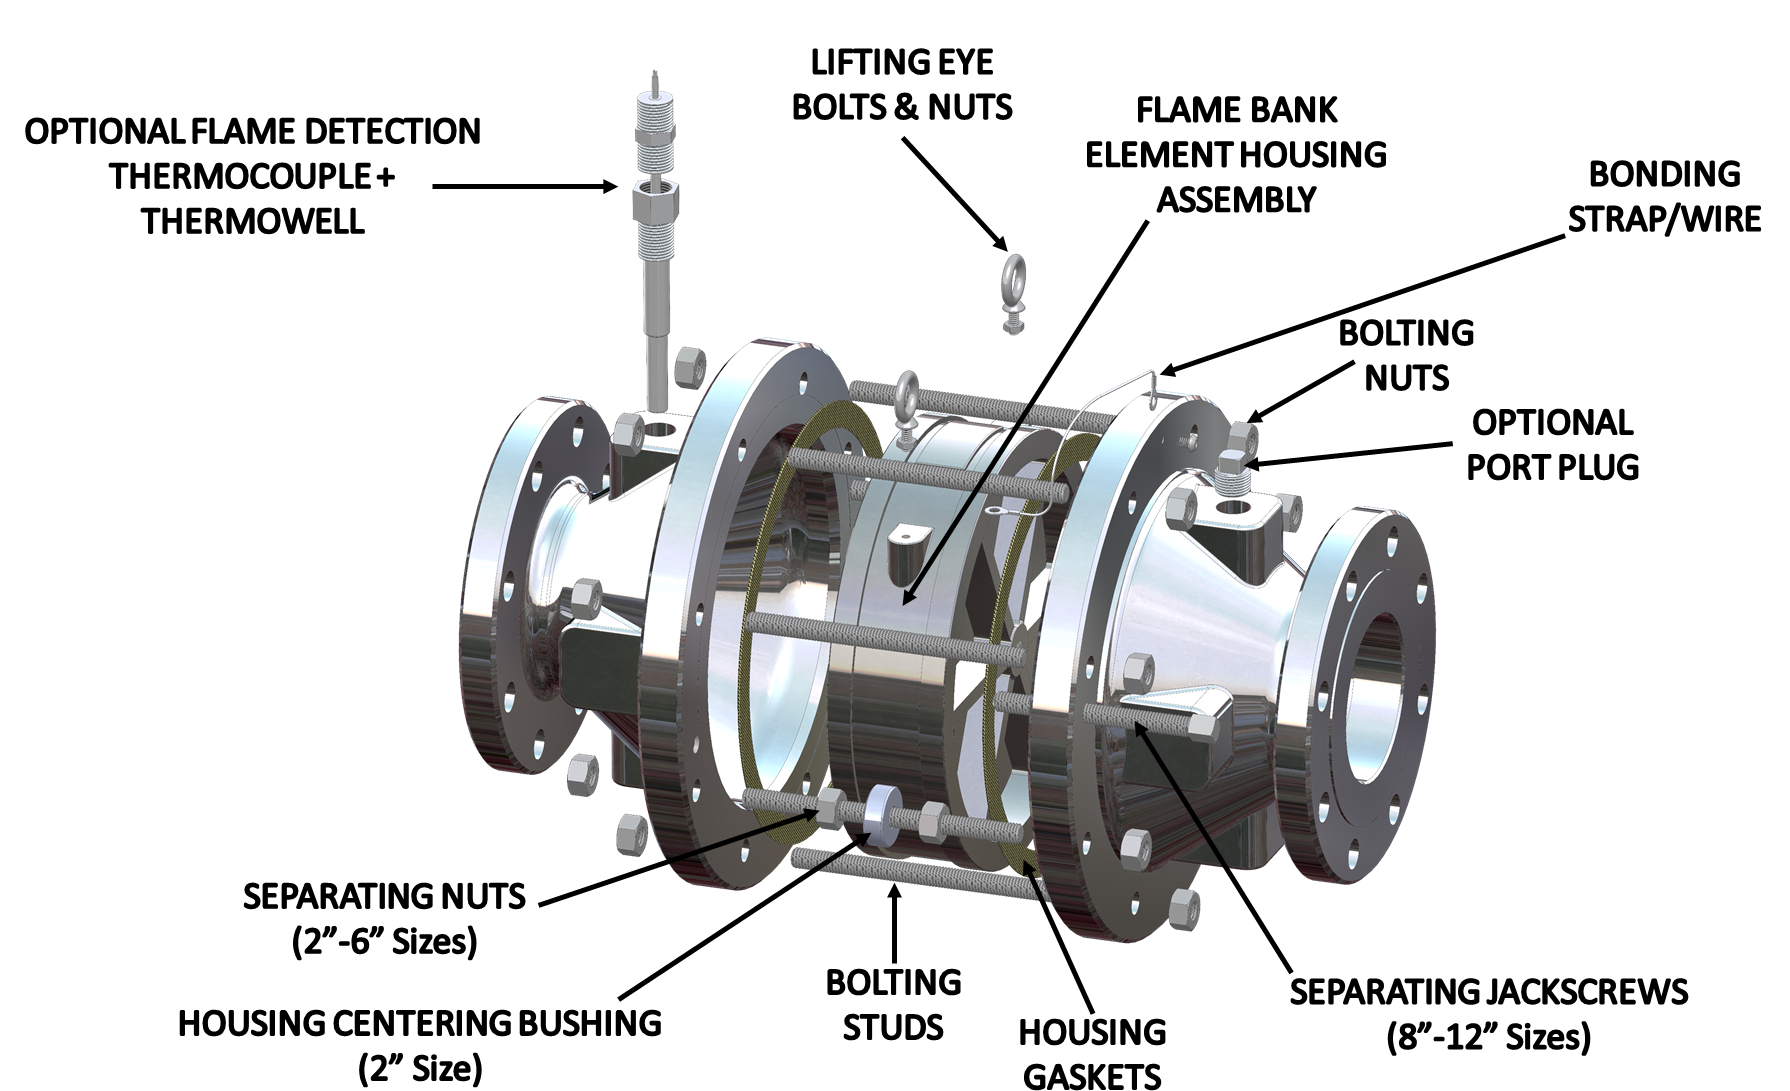 LIFTING EYE
BOLTS & NUTS
FLAME BANK
ELEMENT HOUSING
ASSEMBLY
OPTIONAL FLAME DETECTION
THERMOCOUPLE +
THERMOWELL
BONDING
STRAP/WIRE
BOLTING
NUTS
OPTIONAL
PORT PLUG
SEPARATING NUTS
(2”-6” Sizes)
HOUSING CENTERING BUSHING
(2” Size)
BOLTING
STUDS
HOUSING
GASKETS
SEPARATING JACKSCREWS
(8”-12” Sizes)